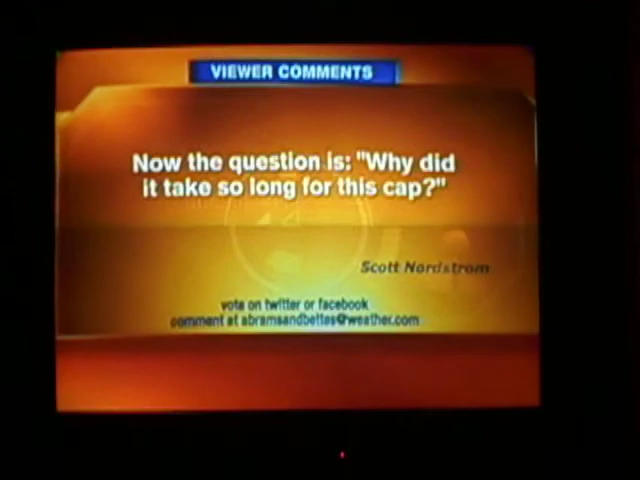 VIEWER COMMENTS
Now the question is: "Why did
it take so long for this cap?"
Scott Nordstrom
vote on twitter or facebook
comment at abramsandbettes@weather.com